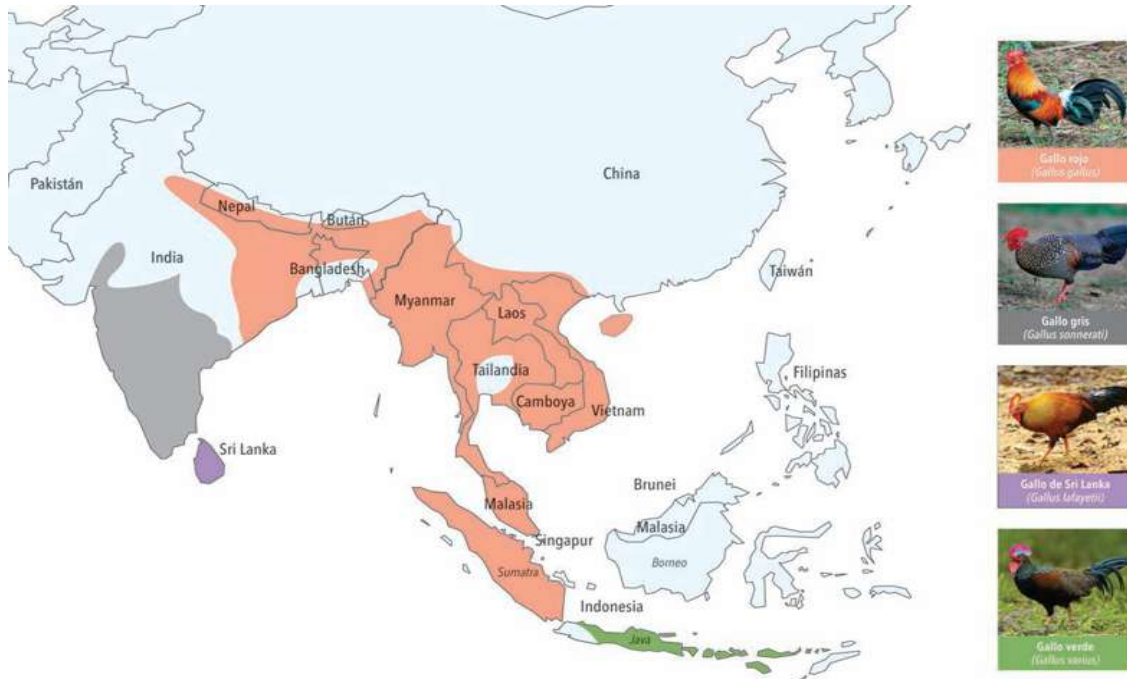 China
Pakistán
Nepal
Bután
India
Bangladesh
Taiwán
Myanmar
Laos
Tailandia
Filipinas
Camboya
Vietnam
Sri Lanka
Brunei
Malasia
Malasia
Singapur
Borneo
Sumatra
Indonesia
Java
Gallo rojo
(Gallus gallus)
Gallo gris
(Gallus sonnerati)
Gallo de Sri Lanka
(Gallus lafayetii)
Gallo verde
(Gallus varius)